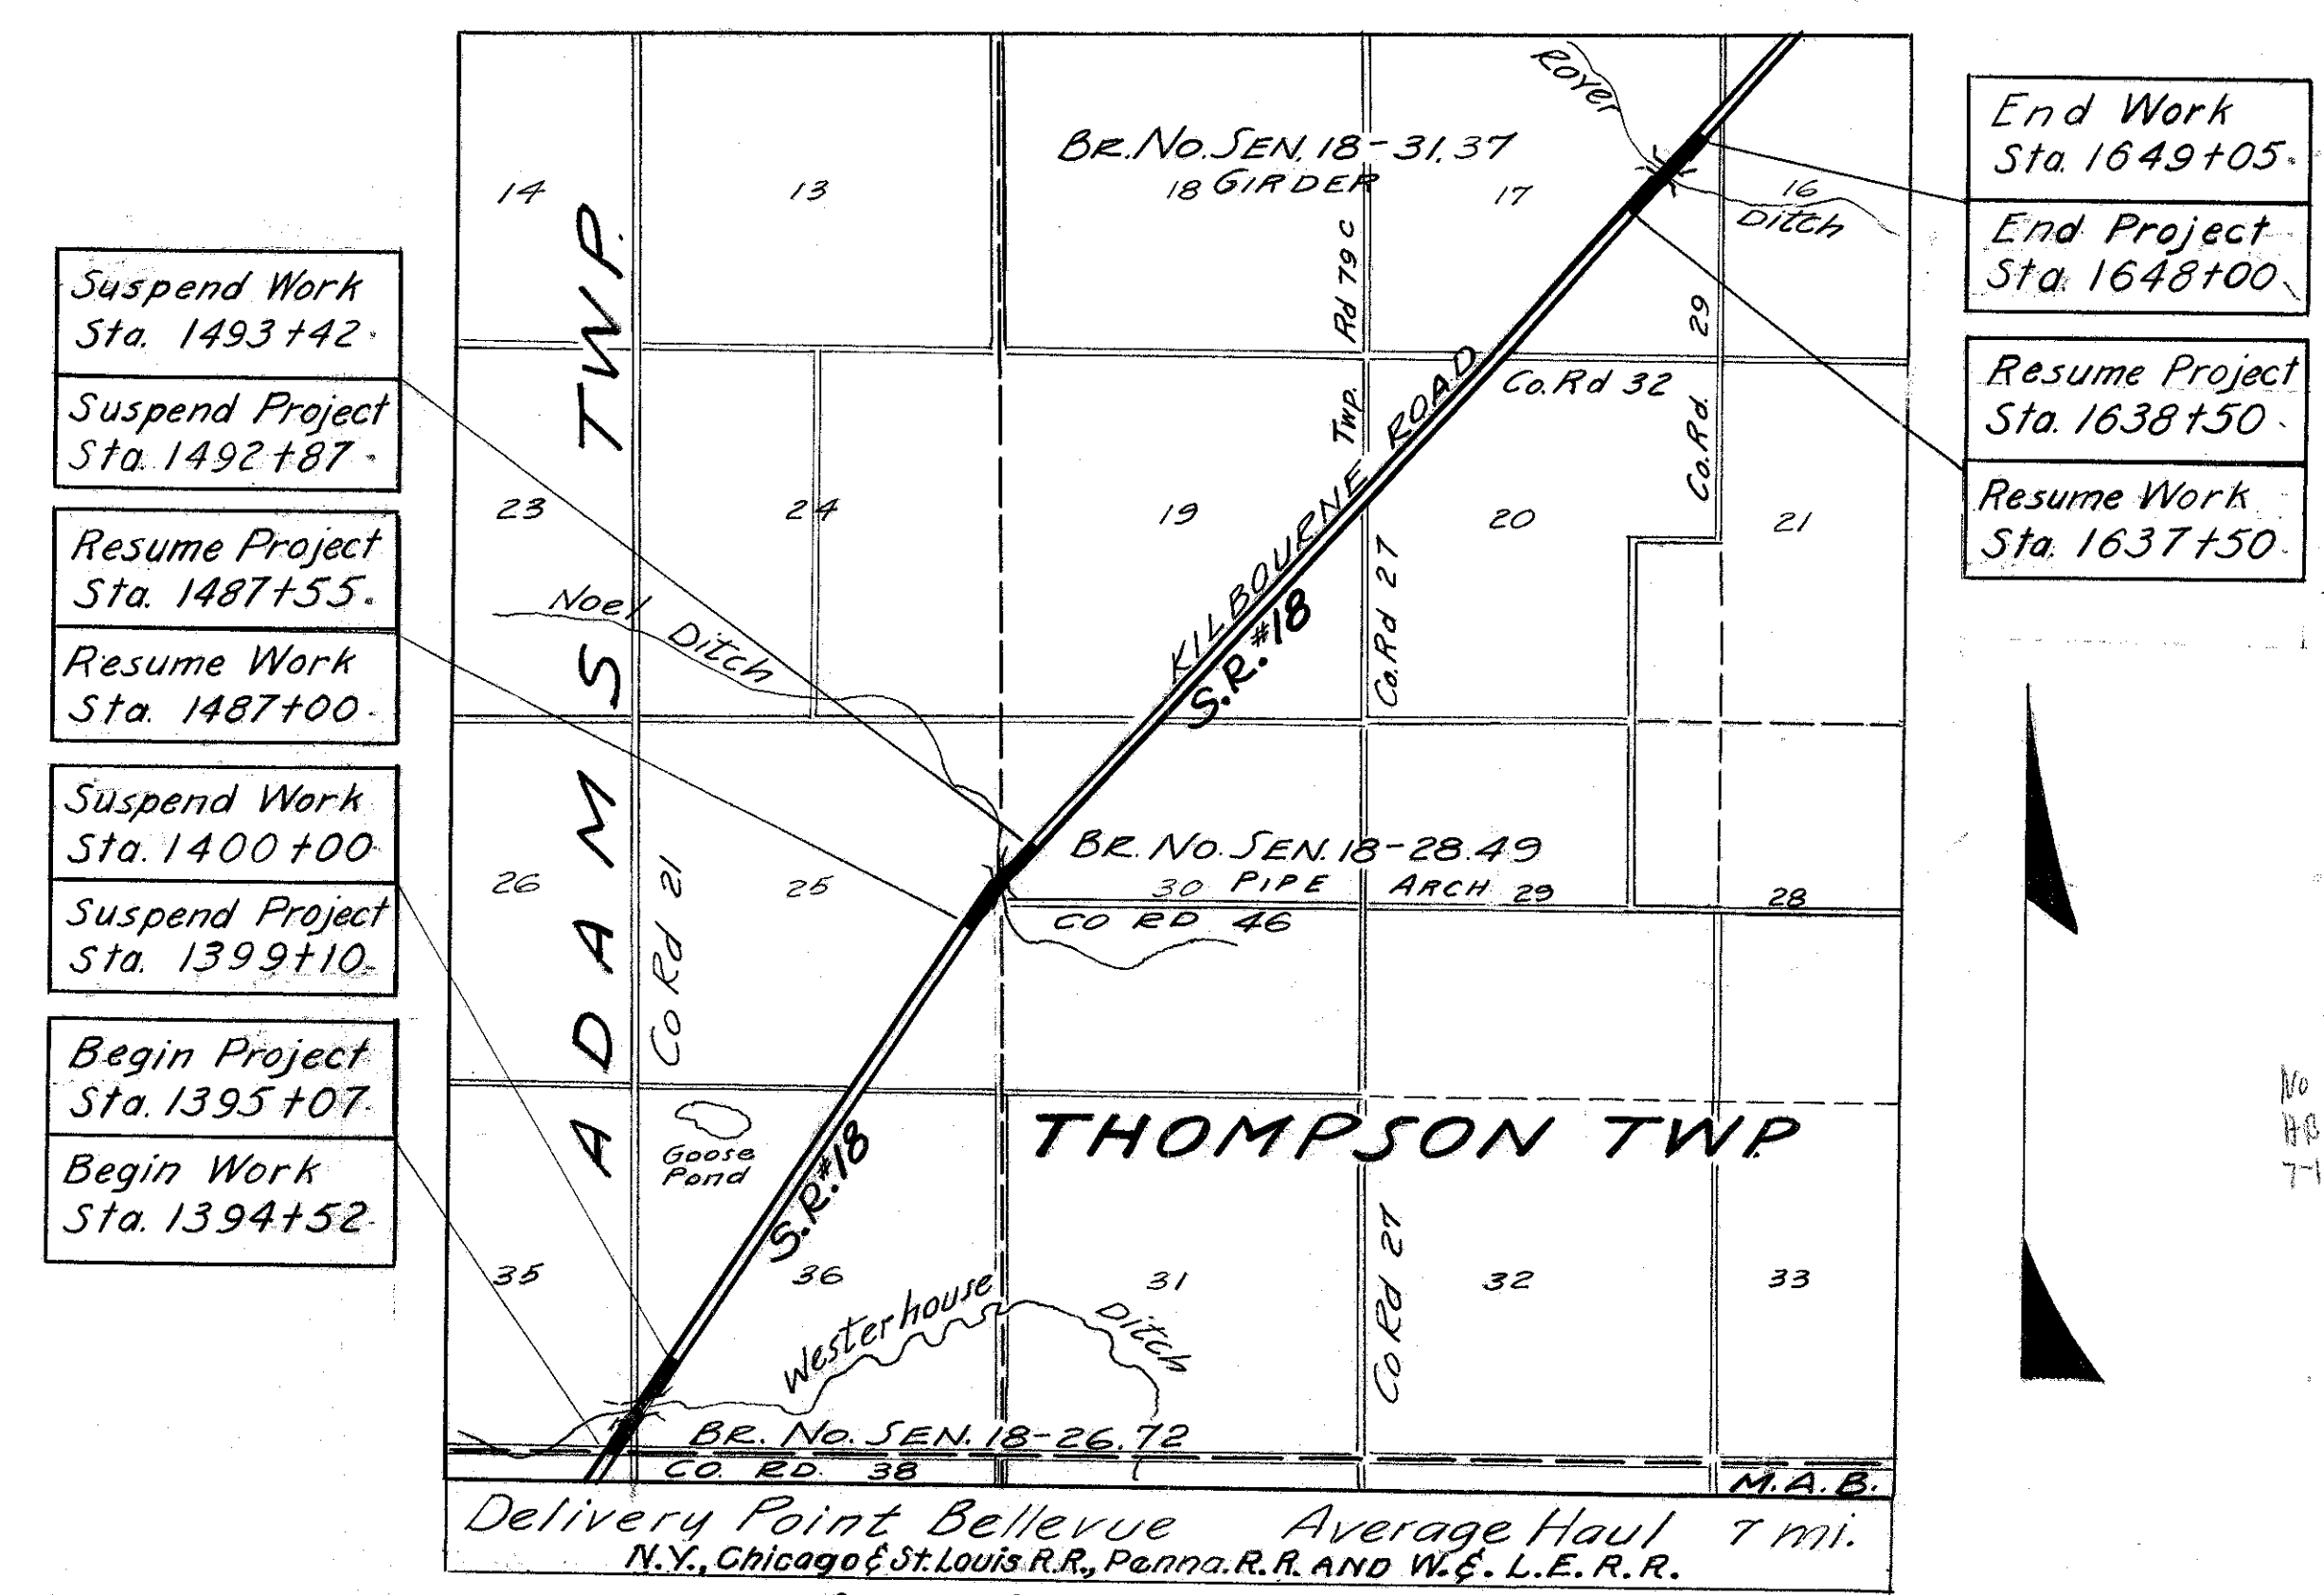 BR. NO. SEN. 18-31.37
18 GIRDER
Royer
Ditch
14
13
17
16
End Work
Sta. 1649+05
End Project
Sta. 1648+00
Resume Project
Sta. 1638+50
Resume Work
Sta. 1637+50
Suspend Work
Sta. 1493+42
Suspend Project
Sta. 1492+87
Resume Project
Sta. 1487+55
Resume Work
Sta. 1487+00
Suspend Work
Sta. 1400+00
Suspend Project
Sta. 1399+10
Begin Project
Sta. 1395+07
Begin Work
Sta. 1394+52
ADAMS TWP.
Twp. Rd 79 C
Co. Rd. 29
Co. Rd 32
KILBOURNE ROAD
S.R. #18
23
24
19
20
21
Noel Ditch
Co. Rd 27
BR. NO. SEN. 18-28.49
30 PIPE ARCH 29
28
CO RD 46
26
25
Co Rd 21
THOMPSON TWP
Goose
Pond
S.R. #18
35
36
31
32
33
Westerhouse Ditch
Co Rd 27
BR. NO. SEN. 18-26.72
CO. RD. 38
M.A.B.
Delivery Point Bellevue Average Haul 7 mi.
N.Y., Chicago & St. Louis R.R., Penna. R.R. AND W. & L.E. R.R.
No